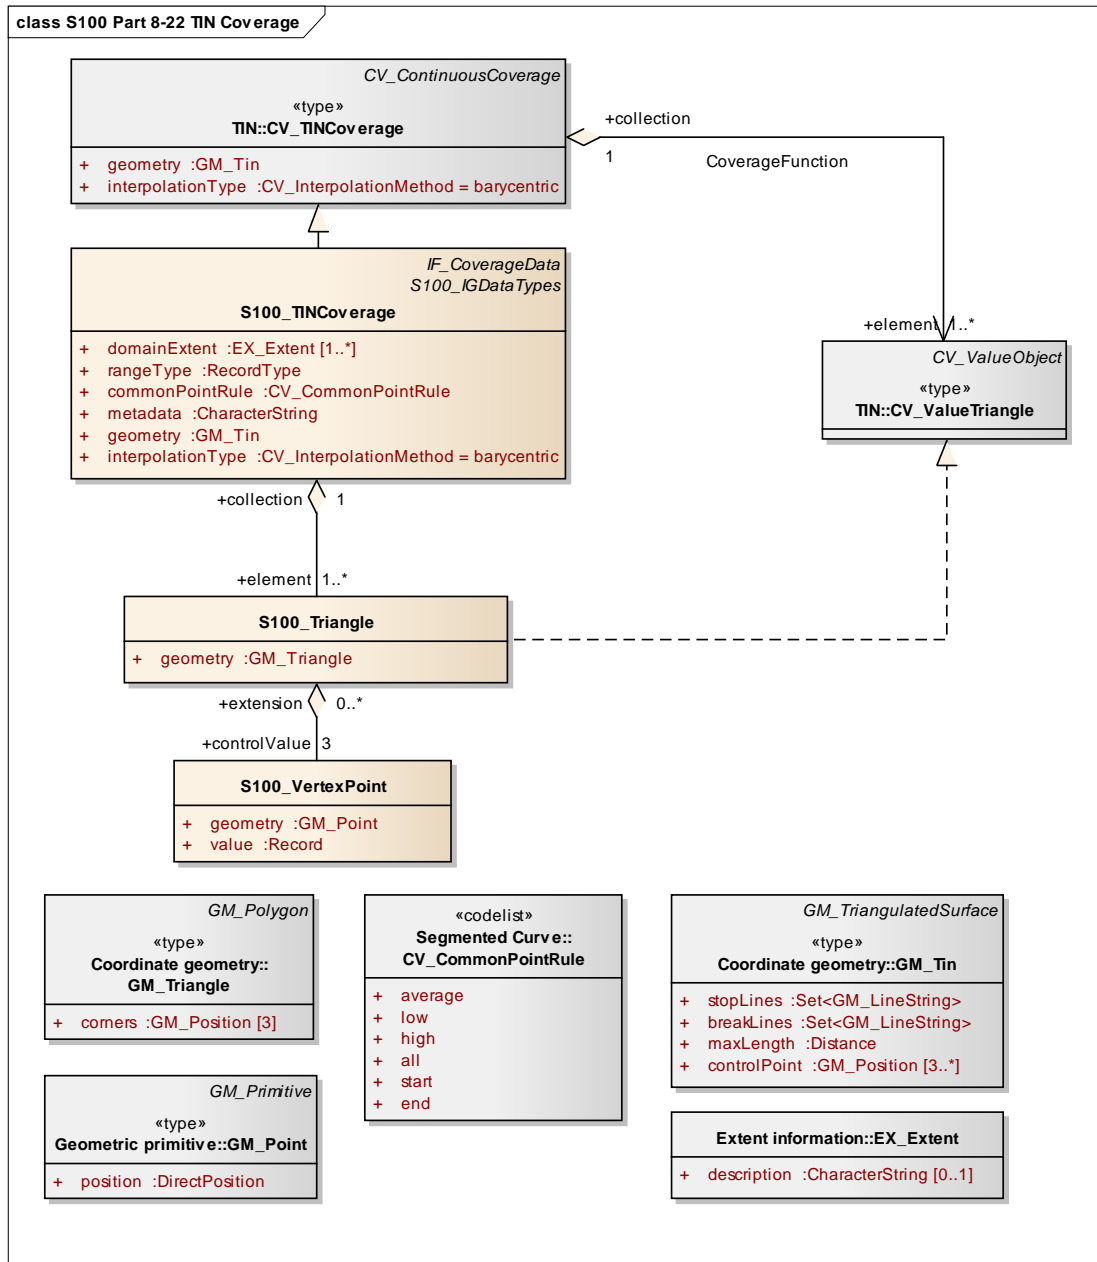 class S100 Part 8-22 TIN Coverage
CV_ContinuousCoverage
«type»
TIN::CV_TINCoverage
+ geometry :GM_Tin
+ interpolationType :CV_InterpolationMethod = barycentric
+collection
1
CoverageFunction
IF_CoverageData
S100_IGDataTypes
S100_TINCoverage
+ domainExtent :EX_Extent [1..*]
+ rangeType :RecordType
+ commonPointRule :CV_CommonPointRule
+ metadata :CharacterString
+ geometry :GM_Tin
+ interpolationType :CV_InterpolationMethod = barycentric
+element 1..*
CV_ValueObject
«type»
TIN::CV_ValueTriangle
+collection 1
+element 1..*
S100_Triangle
+ geometry :GM_Triangle
+extension 0..*
+controlValue 3
S100_VertexPoint
+ geometry :GM_Point
+ value :Record
GM_Polygon
«type»
Coordinate geometry::
GM_Triangle
+ corners :GM_Position [3]
«codelist»
Segmented Curve::
CV_CommonPointRule
+ average
+ low
+ high
+ all
+ start
+ end
GM_TriangulatedSurface
«type»
Coordinate geometry::GM_Tin
+ stopLines :Set<GM_LineString>
+ breakLines :Set<GM_LineString>
+ maxLength :Distance
+ controlPoint :GM_Position [3..*]
GM_Primitive
«type»
Geometric primitive::GM_Point
+ position :DirectPosition
Extent information::EX_Extent
+ description :CharacterString [0..1]